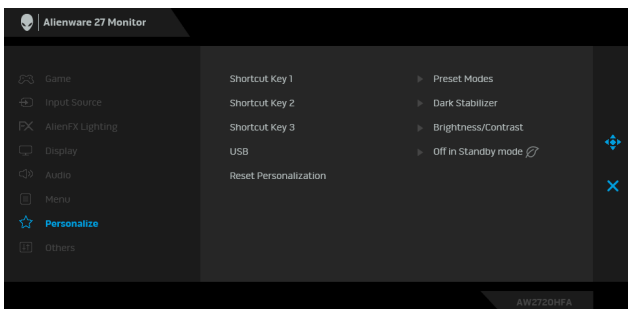 Alienware 27 Monitor
Game
Input Source
AlienFX Lighting
Display
Audio
Menu
Personalize
Others
Shortcut Key 1 Preset Modes
Shortcut Key 2 Dark Stabilizer
Shortcut Key 3 Brightness/Contrast
USB Off in Standby mode
Reset Personalization
AW2720HFA